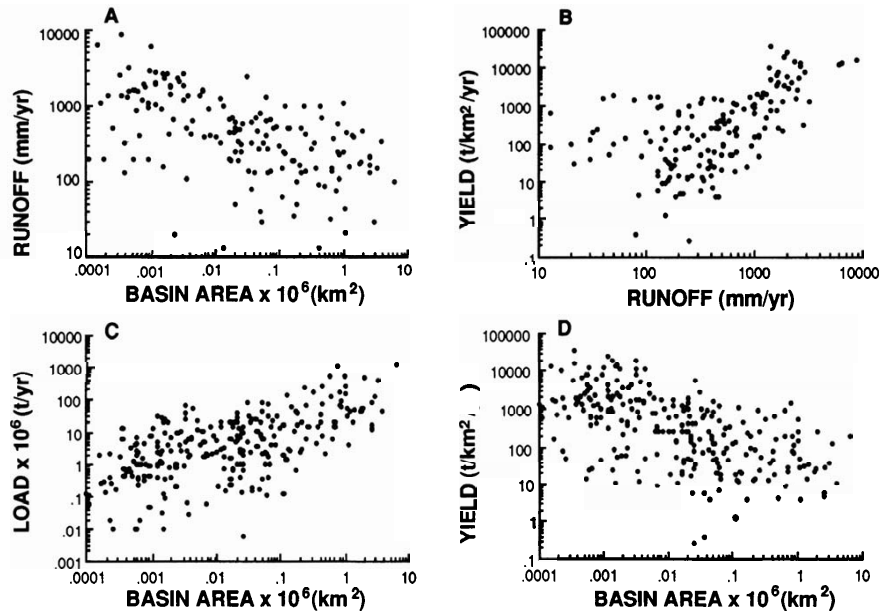 A
10000
1000
100
10
RUNOFF (mm/yr)
.0001 .001 .01 .1 1 10
BASIN AREA x 10⁶(km²)
B
100000
10000
1000
100
10
1
.1
YIELD (t/km²/yr)
10 100 1000 10000
RUNOFF (mm/yr)
C
10000
1000
100
10
1
.1
.01
.001
LOAD x 10⁶(t/yr)
.0001 .001 .01 .1 1 10
BASIN AREA x 10⁶(km²)
D
100000
10000
1000
100
10
1
.1
YIELD (t/km²/ )
.0001 .001 .01 .1 1 10
BASIN AREA x 10⁶(km²)